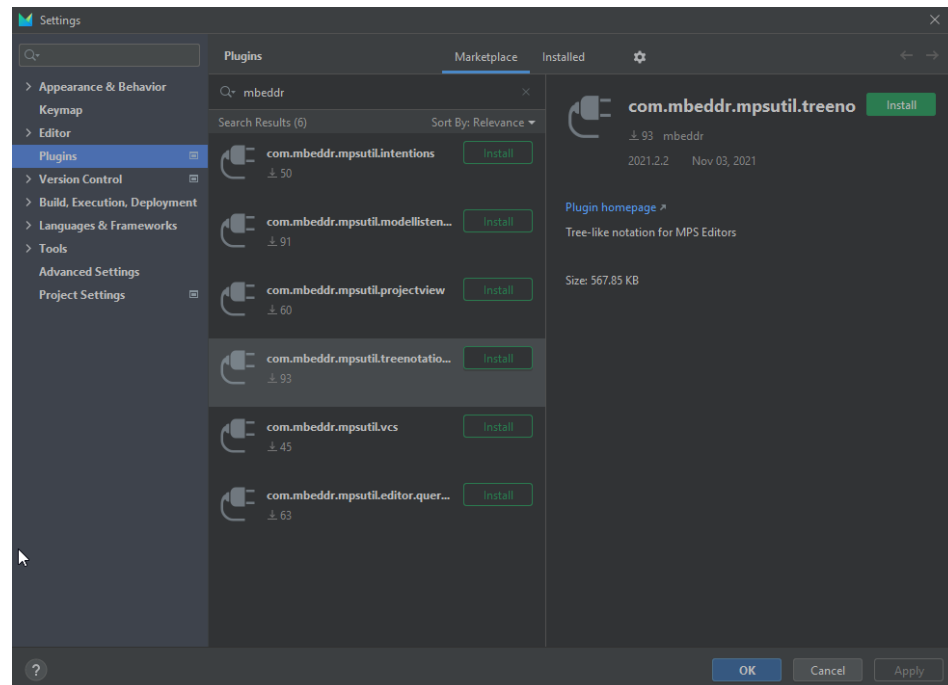 Settings
Plugins
Marketplace
Installed
Appearance & Behavior
Keymap
Editor
Plugins
Version Control
Build, Execution, Deployment
Languages & Frameworks
Tools
Advanced Settings
Project Settings
mbeddr
Search Results (6)
Sort By: Relevance
com.mbeddr.mpsutil.intentions
Install
50
com.mbeddr.mpsutil.modellisten...
Install
91
com.mbeddr.mpsutil.projectview
Install
60
com.mbeddr.mpsutil.treenotatio...
Install
93
com.mbeddr.mpsutil.vcs
Install
45
com.mbeddr.mpsutil.editor.quer...
Install
63
com.mbeddr.mpsutil.treeno
Install
93 mbeddr
2021.2.2 Nov 03, 2021
Plugin homepage ↗
Tree-like notation for MPS Editors
Size: 567.85 KB
?
OK
Cancel
Apply